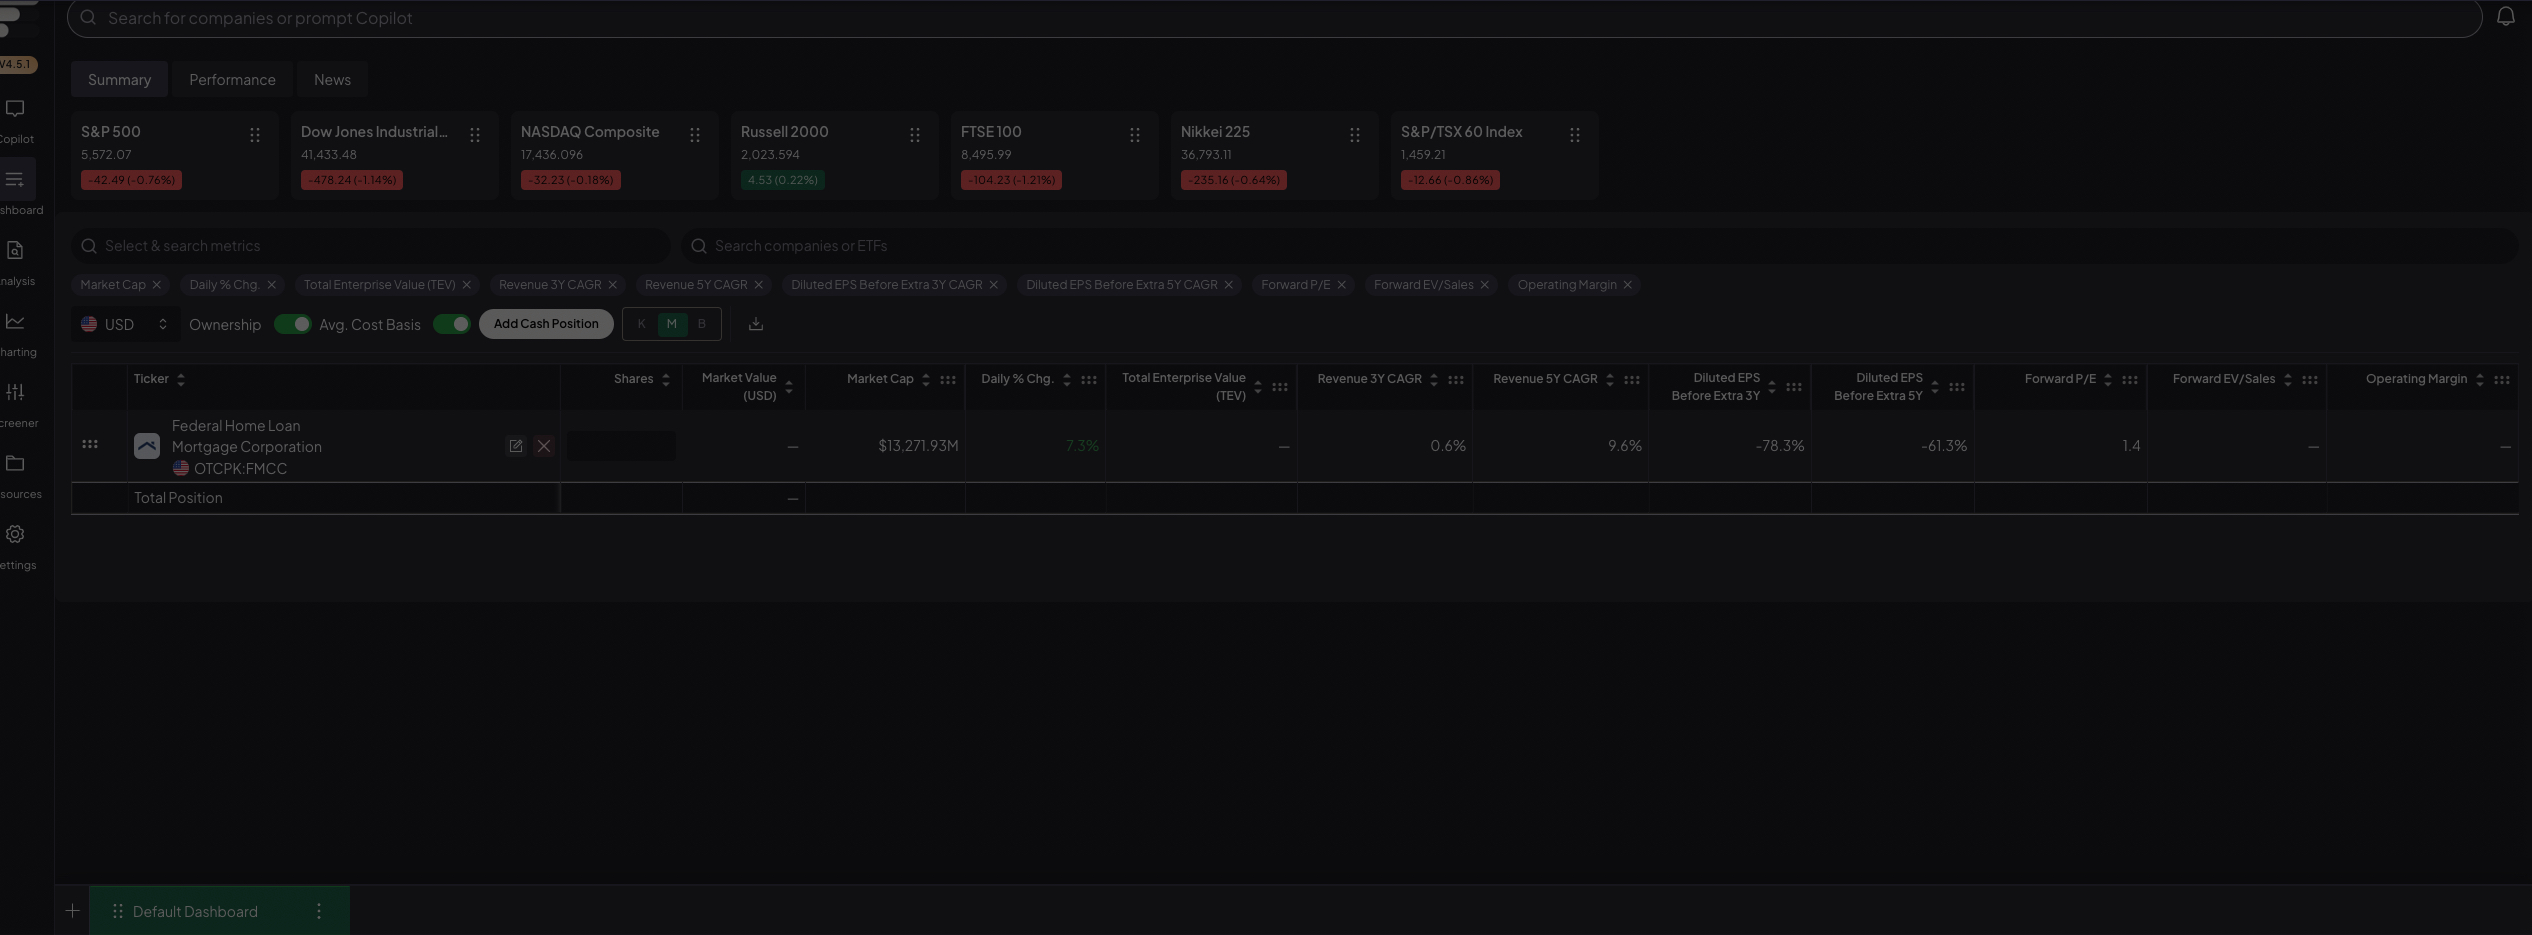 Search for companies or prompt Copilot
V4.5.1
Summary
Performance
News
S&P 500
5,572.07
-42.49 (-0.76%)
Dow Jones Industrial...
41,433.48
-478.24 (-1.14%)
NASDAQ Composite
17,436.096
-32.23 (-0.18%)
Russell 2000
2,023.594
4.53 (0.22%)
FTSE 100
8,495.99
-104.23 (-1.21%)
Nikkei 225
36,793.11
-235.16 (-0.64%)
S&P/TSX 60 Index
1,459.21
-12.66 (-0.86%)
Copilot
shboard
nalysis
harting
creener
sources
ettings
Select & search metrics
Search companies or ETFs
Market Cap
Daily % Chg.
Total Enterprise Value (TEV)
Revenue 3Y CAGR
Revenue 5Y CAGR
Diluted EPS Before Extra 3Y CAGR
Diluted EPS Before Extra 5Y CAGR
Forward P/E
Forward EV/Sales
Operating Margin
USD
Ownership
Avg. Cost Basis
Add Cash Position
K
M
B
Ticker
Shares
Market Value
(USD)
Market Cap
Daily % Chg.
Total Enterprise Value
(TEV)
Revenue 3Y CAGR
Revenue 5Y CAGR
Diluted EPS
Before Extra 3Y
Diluted EPS
Before Extra 5Y
Forward P/E
Forward EV/Sales
Operating Margin
Federal Home Loan
Mortgage Corporation
OTCPK:FMCC
—
$13,271.93M
7.3%
—
0.6%
9.6%
-78.3%
-61.3%
1.4
—
—
Total Position
—
Default Dashboard